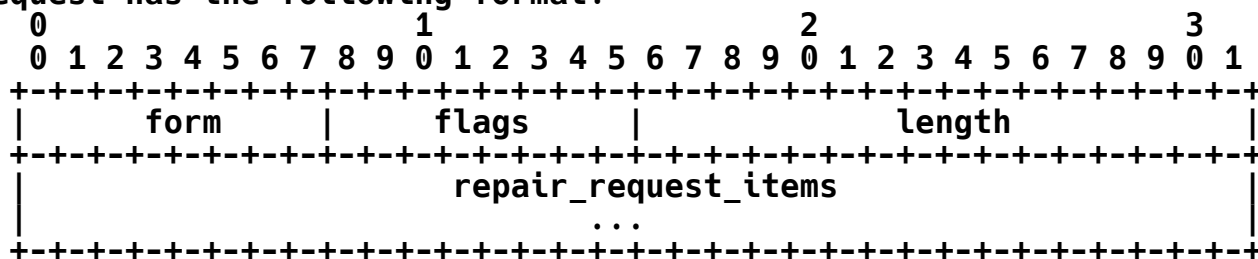 equest has the following format:
0 1 2 3
0 1 2 3 4 5 6 7 8 9 0 1 2 3 4 5 6 7 8 9 0 1 2 3 4 5 6 7 8 9 0 1
+-+-+-+-+-+-+-+-+-+-+-+-+-+-+-+-+-+-+-+-+-+-+-+-+-+-+-+-+-+-+-+-+
| form | flags | length |
+-+-+-+-+-+-+-+-+-+-+-+-+-+-+-+-+-+-+-+-+-+-+-+-+-+-+-+-+-+-+-+-+
| repair_request_items |
| ... |
+-+-+-+-+-+-+-+-+-+-+-+-+-+-+-+-+-+-+-+-+-+-+-+-+-+-+-+-+-+-+-+-+